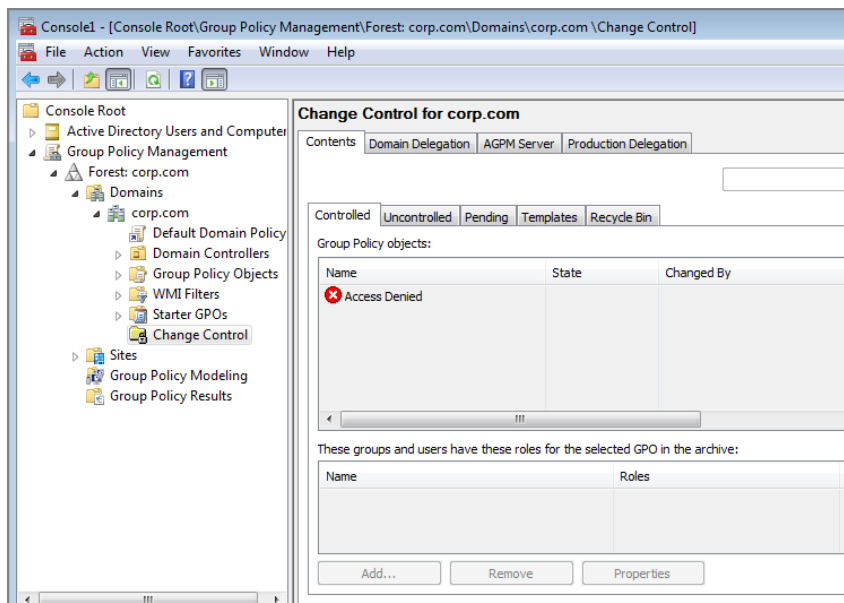 Console1 - [Console Root\Group Policy Management\Forest: corp.com\Domains\corp.com \Change Control]
File Action View Favorites Window Help
Console Root
Active Directory Users and Computer
Group Policy Management
Forest: corp.com
Domains
corp.com
Default Domain Policy
Domain Controllers
Group Policy Objects
WMI Filters
Starter GPOs
Change Control
Sites
Group Policy Modeling
Group Policy Results
Change Control for corp.com
Contents Domain Delegation AGPM Server Production Delegation
Controlled Uncontrolled Pending Templates Recycle Bin
Group Policy objects:
Name State Changed By
Access Denied
These groups and users have these roles for the selected GPO in the archive:
Name Roles
Add... Remove Properties